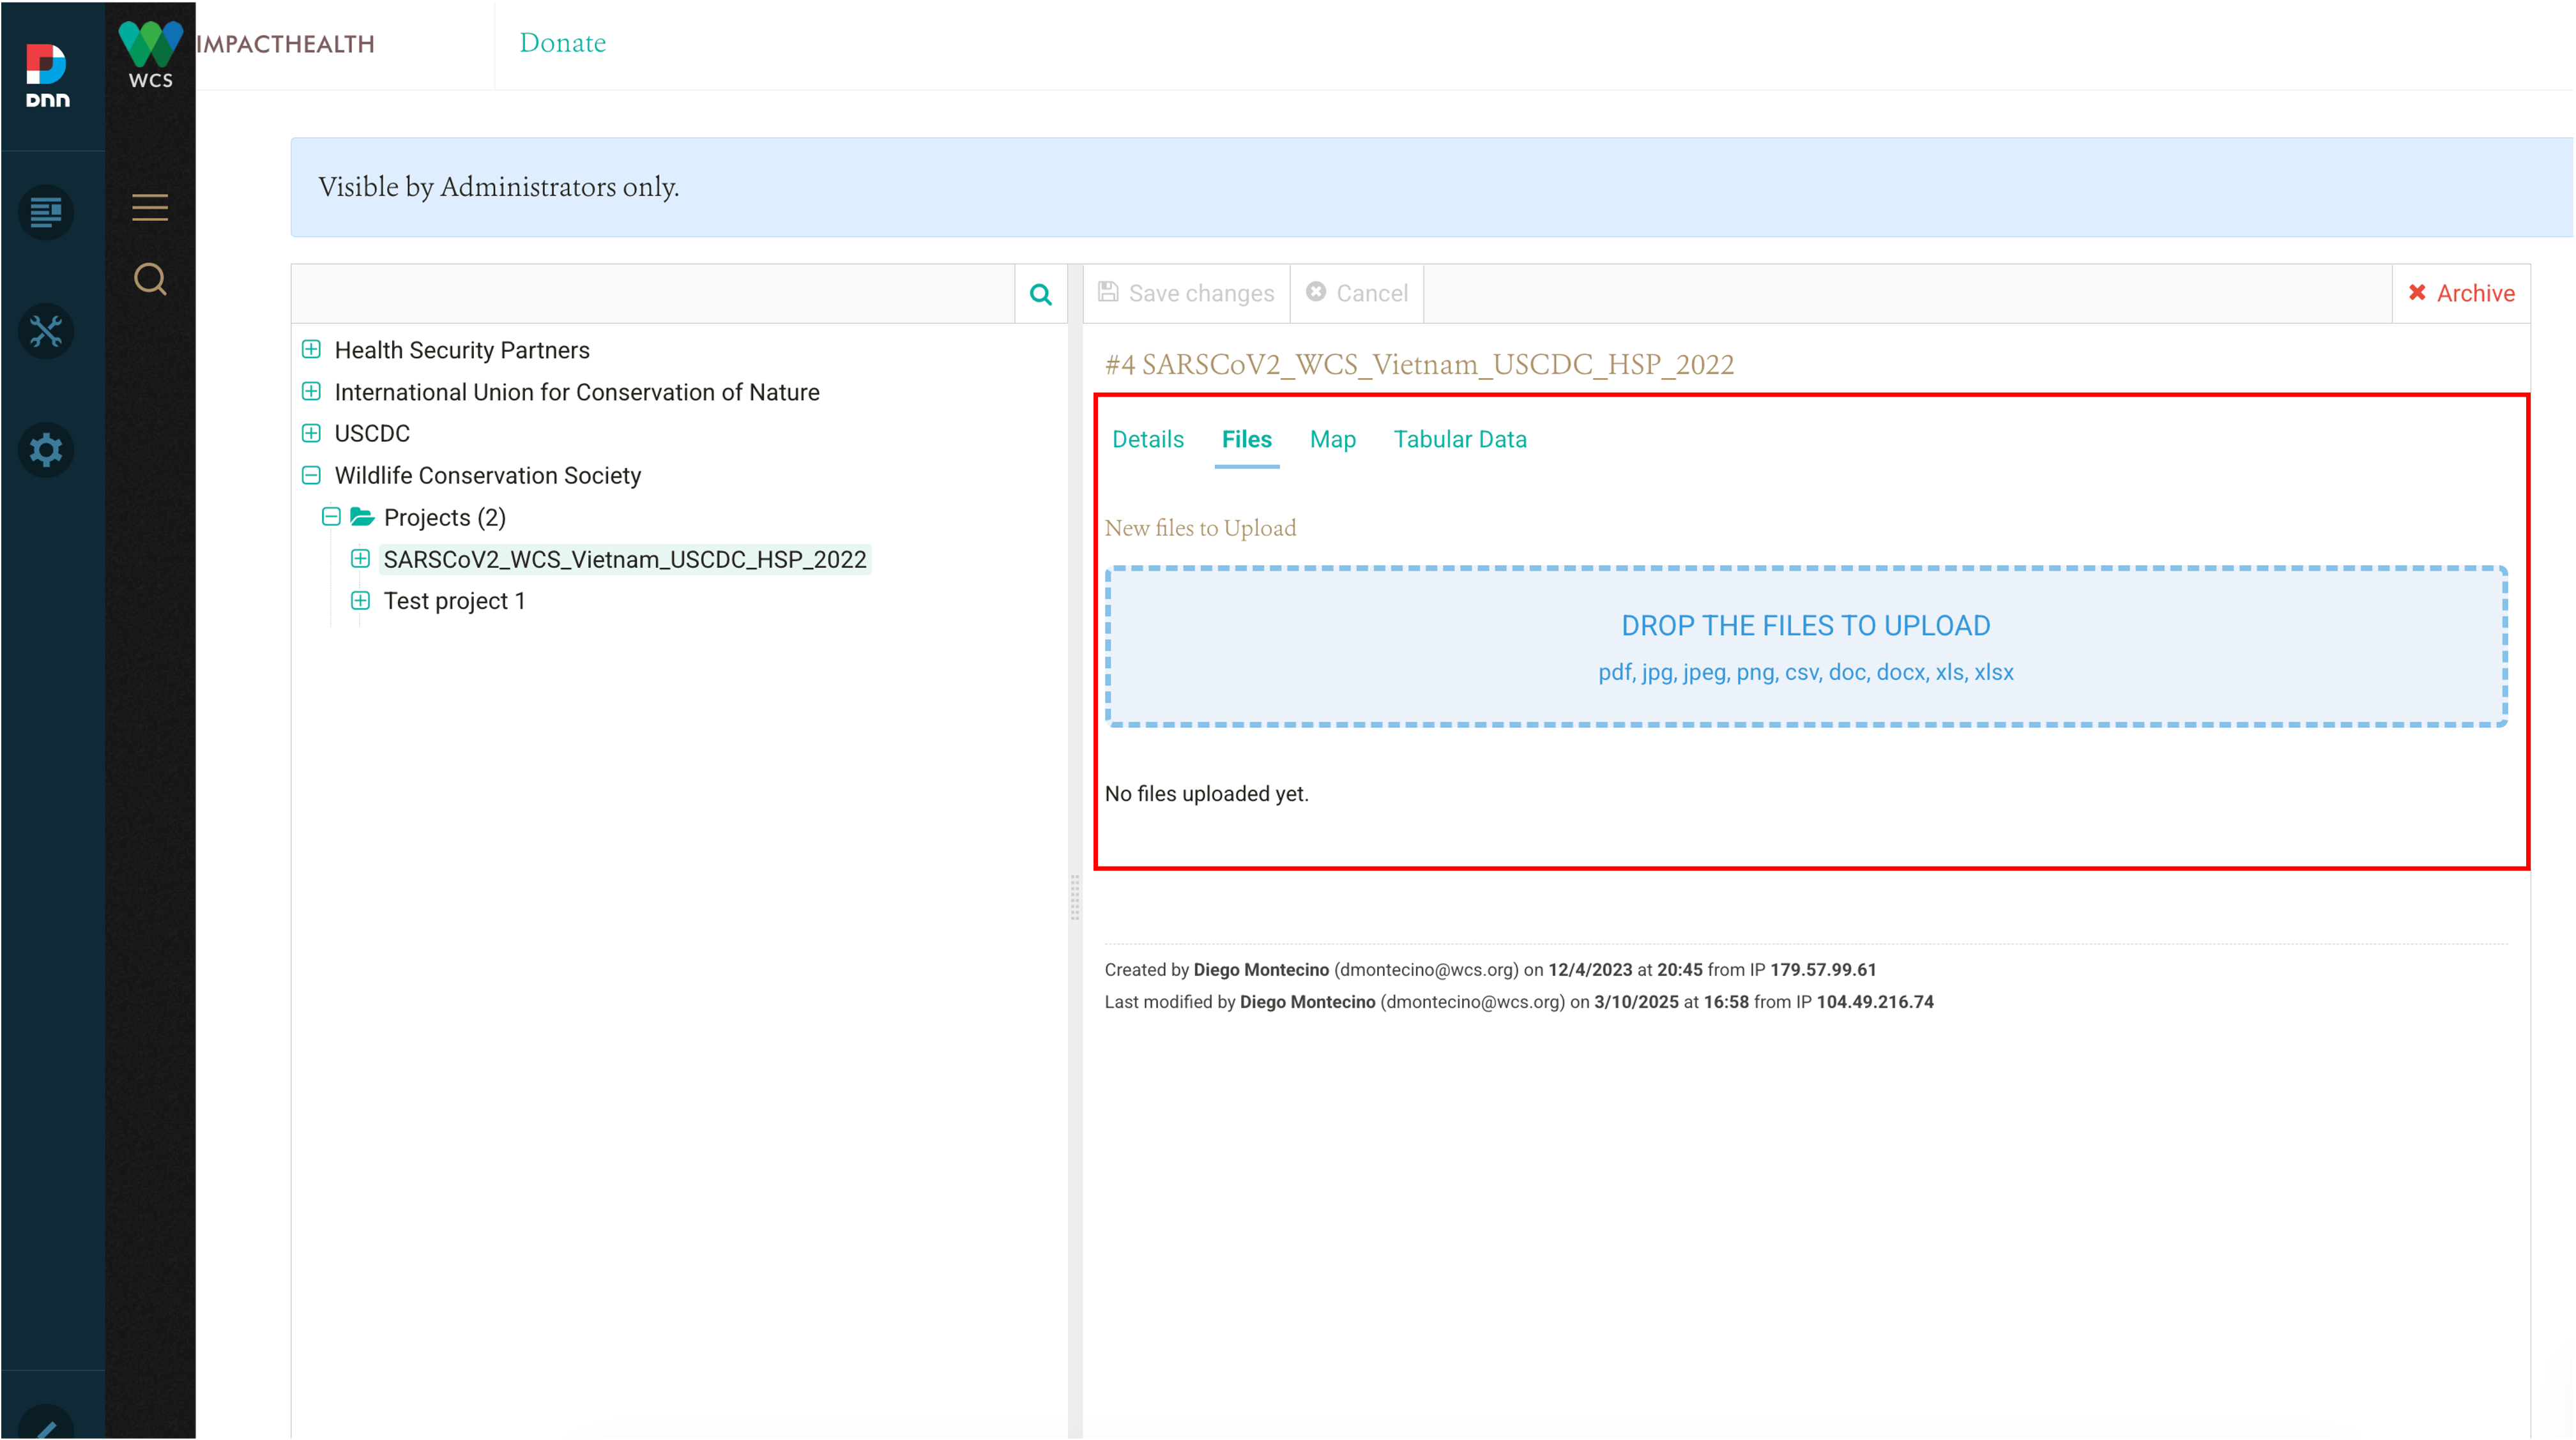 DNN
WCS
IMPACTHEALTH
Donate
Visible by Administrators only.
Save changes
Cancel
Archive
Health Security Partners
International Union for Conservation of Nature
USCDC
Wildlife Conservation Society
Projects (2)
SARSCoV2_WCS_Vietnam_USCDC_HSP_2022
Test project 1
#4 SARSCoV2_WCS_Vietnam_USCDC_HSP_2022
Details Files Map Tabular Data
New files to Upload
DROP THE FILES TO UPLOAD
pdf, jpg, jpeg, png, csv, doc, docx, xls, xlsx
No files uploaded yet.
Created by Diego Montecino (dmontecino@wcs.org) on 12/4/2023 at 20:45 from IP 179.57.99.61
Last modified by Diego Montecino (dmontecino@wcs.org) on 3/10/2025 at 16:58 from IP 104.49.216.74